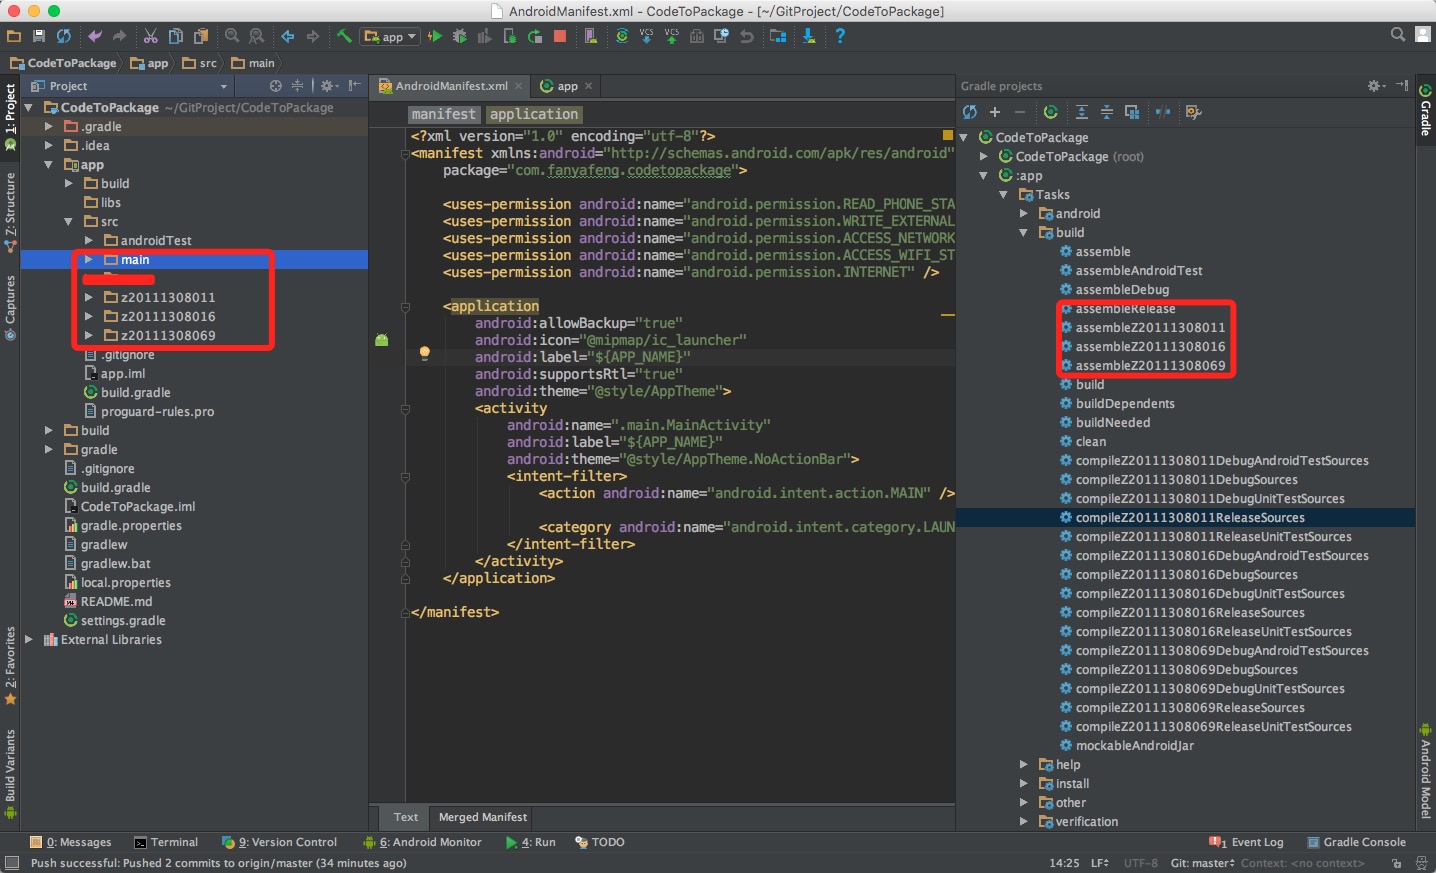 AndroidManifest.xml - CodeToPackage - [~/GitProject/CodeToPackage]
app
VCS
VCS
CodeToPackage
app
src
main
Project
AndroidManifest.xml
app
Gradle projects
1: Project
Z: Structure
Captures
2: Favorites
Build Variants
CodeToPackage ~/GitProject/CodeToPackage
.gradle
.idea
app
build
libs
src
androidTest
main
z20111308011
z20111308016
z20111308069
.gitignore
app.iml
build.gradle
proguard-rules.pro
build
gradle
.gitignore
build.gradle
CodeToPackage.iml
gradle.properties
gradlew
gradlew.bat
local.properties
README.md
settings.gradle
External Libraries
manifest application
<?xml version="1.0" encoding="utf-8"?>
<manifest xmlns:android="http://schemas.android.com/apk/res/android"
package="com.fanyafeng.codetopackage">
<uses-permission android:name="android.permission.READ_PHONE_STA
<uses-permission android:name="android.permission.WRITE_EXTERNAL
<uses-permission android:name="android.permission.ACCESS_NETWORK
<uses-permission android:name="android.permission.ACCESS_WIFI_ST
<uses-permission android:name="android.permission.INTERNET" />
<application
android:allowBackup="true"
android:icon="@mipmap/ic_launcher"
android:label="${APP_NAME}"
android:supportsRtl="true"
android:theme="@style/AppTheme">
<activity
android:name=".main.MainActivity"
android:label="${APP_NAME}"
android:theme="@style/AppTheme.NoActionBar">
<intent-filter>
<action android:name="android.intent.action.MAIN" />
<category android:name="android.intent.category.LAUN
</intent-filter>
</activity>
</application>
</manifest>
Text
Merged Manifest
CodeToPackage
CodeToPackage (root)
:app
Tasks
android
build
assemble
assembleAndroidTest
assembleDebug
assembleRelease
assembleZ20111308011
assembleZ20111308016
assembleZ20111308069
build
buildDependents
buildNeeded
clean
compileZ20111308011DebugAndroidTestSources
compileZ20111308011DebugSources
compileZ20111308011DebugUnitTestSources
compileZ20111308011ReleaseSources
compileZ20111308011ReleaseUnitTestSources
compileZ20111308016DebugAndroidTestSources
compileZ20111308016DebugSources
compileZ20111308016DebugUnitTestSources
compileZ20111308016ReleaseSources
compileZ20111308016ReleaseUnitTestSources
compileZ20111308069DebugAndroidTestSources
compileZ20111308069DebugSources
compileZ20111308069DebugUnitTestSources
compileZ20111308069ReleaseSources
compileZ20111308069ReleaseUnitTestSources
mockableAndroidJar
help
install
other
verification
Gradle
Android Model
0: Messages
Terminal
9: Version Control
6: Android Monitor
4: Run
TODO
1 Event Log
Gradle Console
Push successful: Pushed 2 commits to origin/master (34 minutes ago)
14:25 LF÷ UTF-8 Git: master÷ Context: <no context>